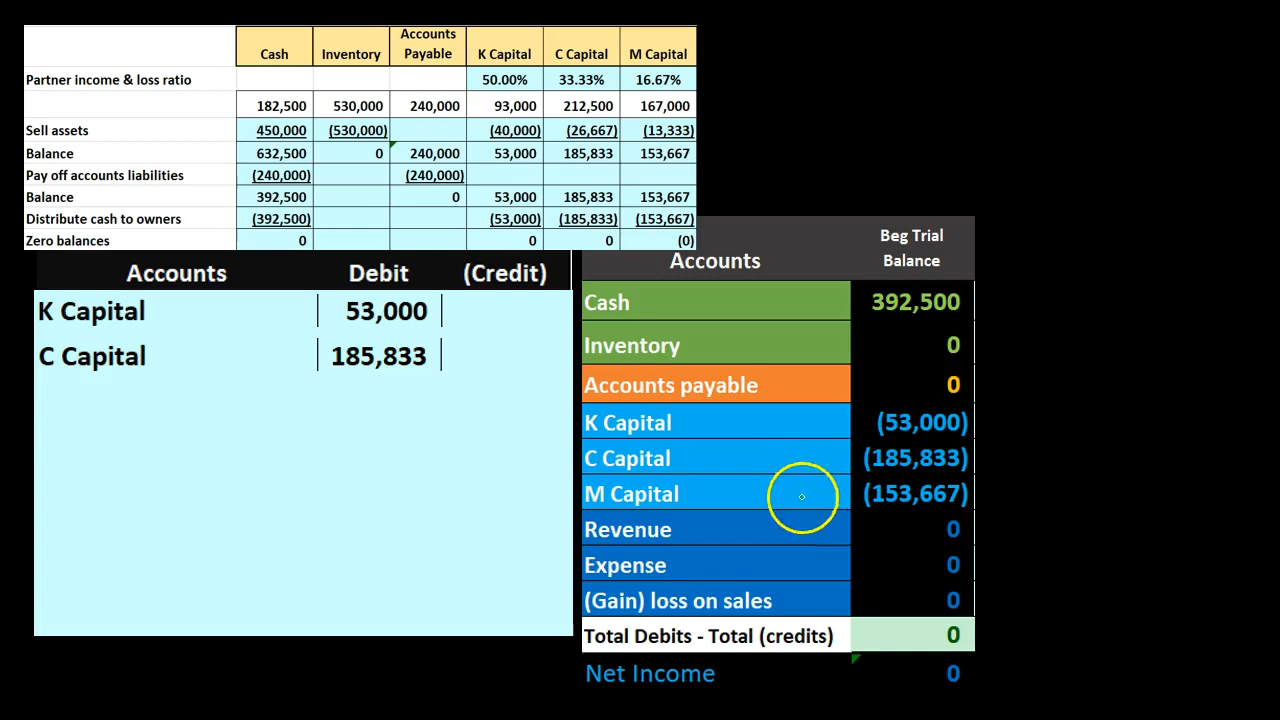 Cash Inventory Accounts Payable K Capital C Capital M Capital
Partner income & loss ratio 50.00% 33.33% 16.67%
182,500 530,000 240,000 93,000 212,500 167,000
Sell assets 450,000 (530,000) (40,000) (26,667) (13,333)
Balance 632,500 0 240,000 53,000 185,833 153,667
Pay off accounts liabilities (240,000) (240,000)
Balance 392,500 0 53,000 185,833 153,667
Distribute cash to owners (392,500) (53,000) (185,833) (153,667)
Zero balances 0 0 0 (0)
Accounts Debit (Credit)
K Capital 53,000
C Capital 185,833
Accounts Beg Trial Balance
Cash 392,500
Inventory 0
Accounts payable 0
K Capital (53,000)
C Capital (185,833)
M Capital (153,667)
Revenue 0
Expense 0
(Gain) loss on sales 0
Total Debits - Total (credits) 0
Net Income 0